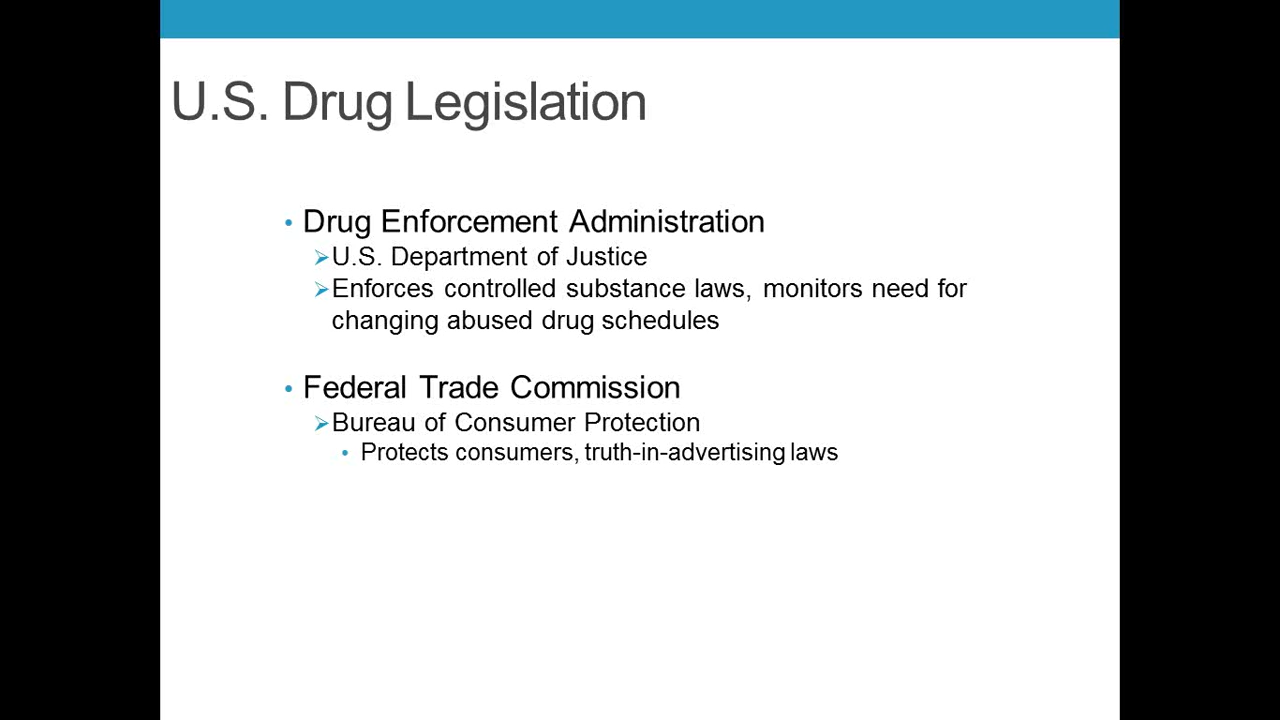 U.S. Drug Legislation
• Drug Enforcement Administration
➢U.S. Department of Justice
➢Enforces controlled substance laws, monitors need for
changing abused drug schedules
• Federal Trade Commission
➢Bureau of Consumer Protection
• Protects consumers, truth-in-advertising laws